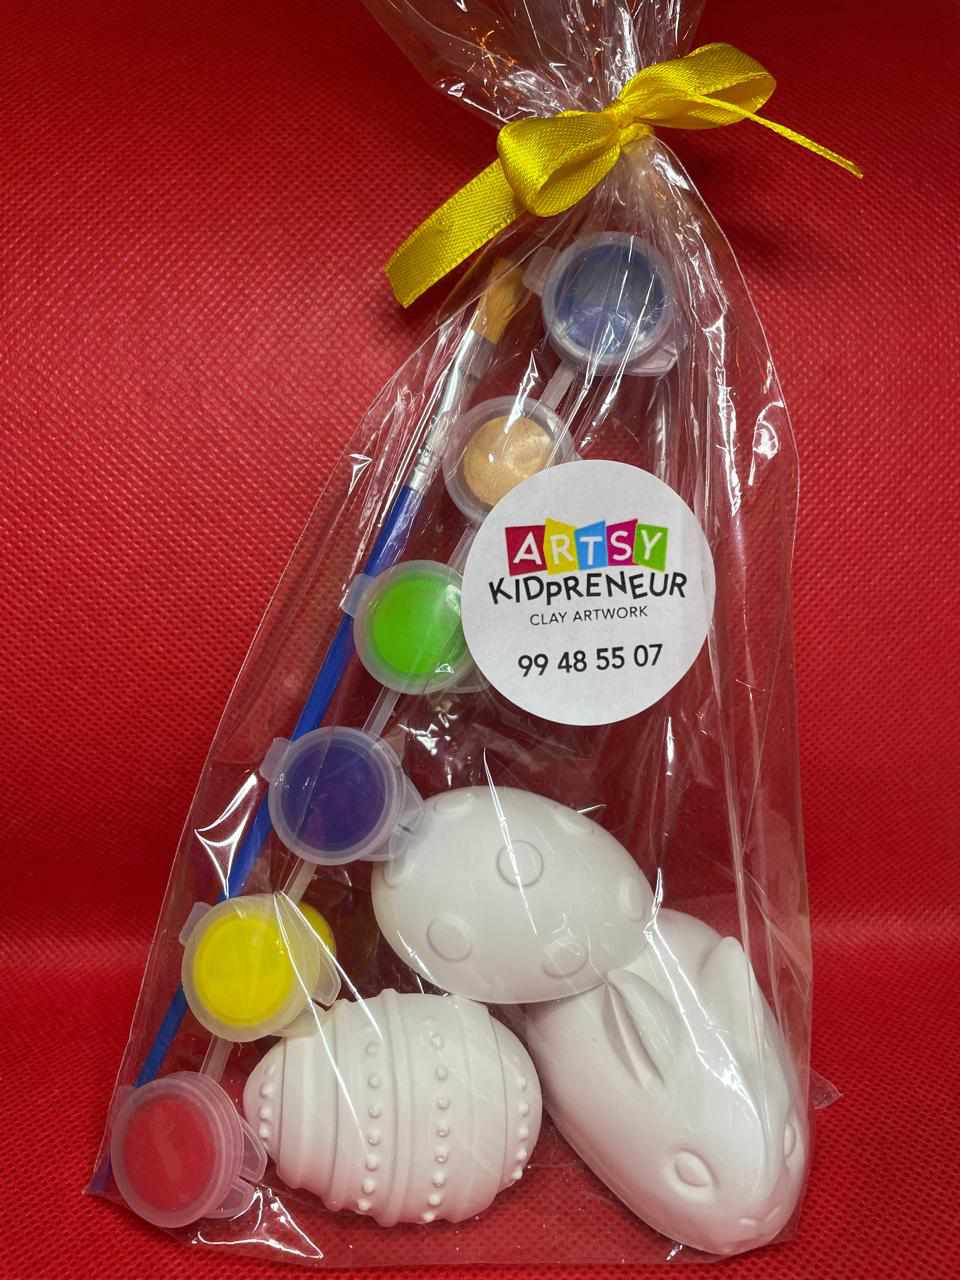 ARTSY
KIDPRENEUR
CLAY ARTWORK
99 48 55 07